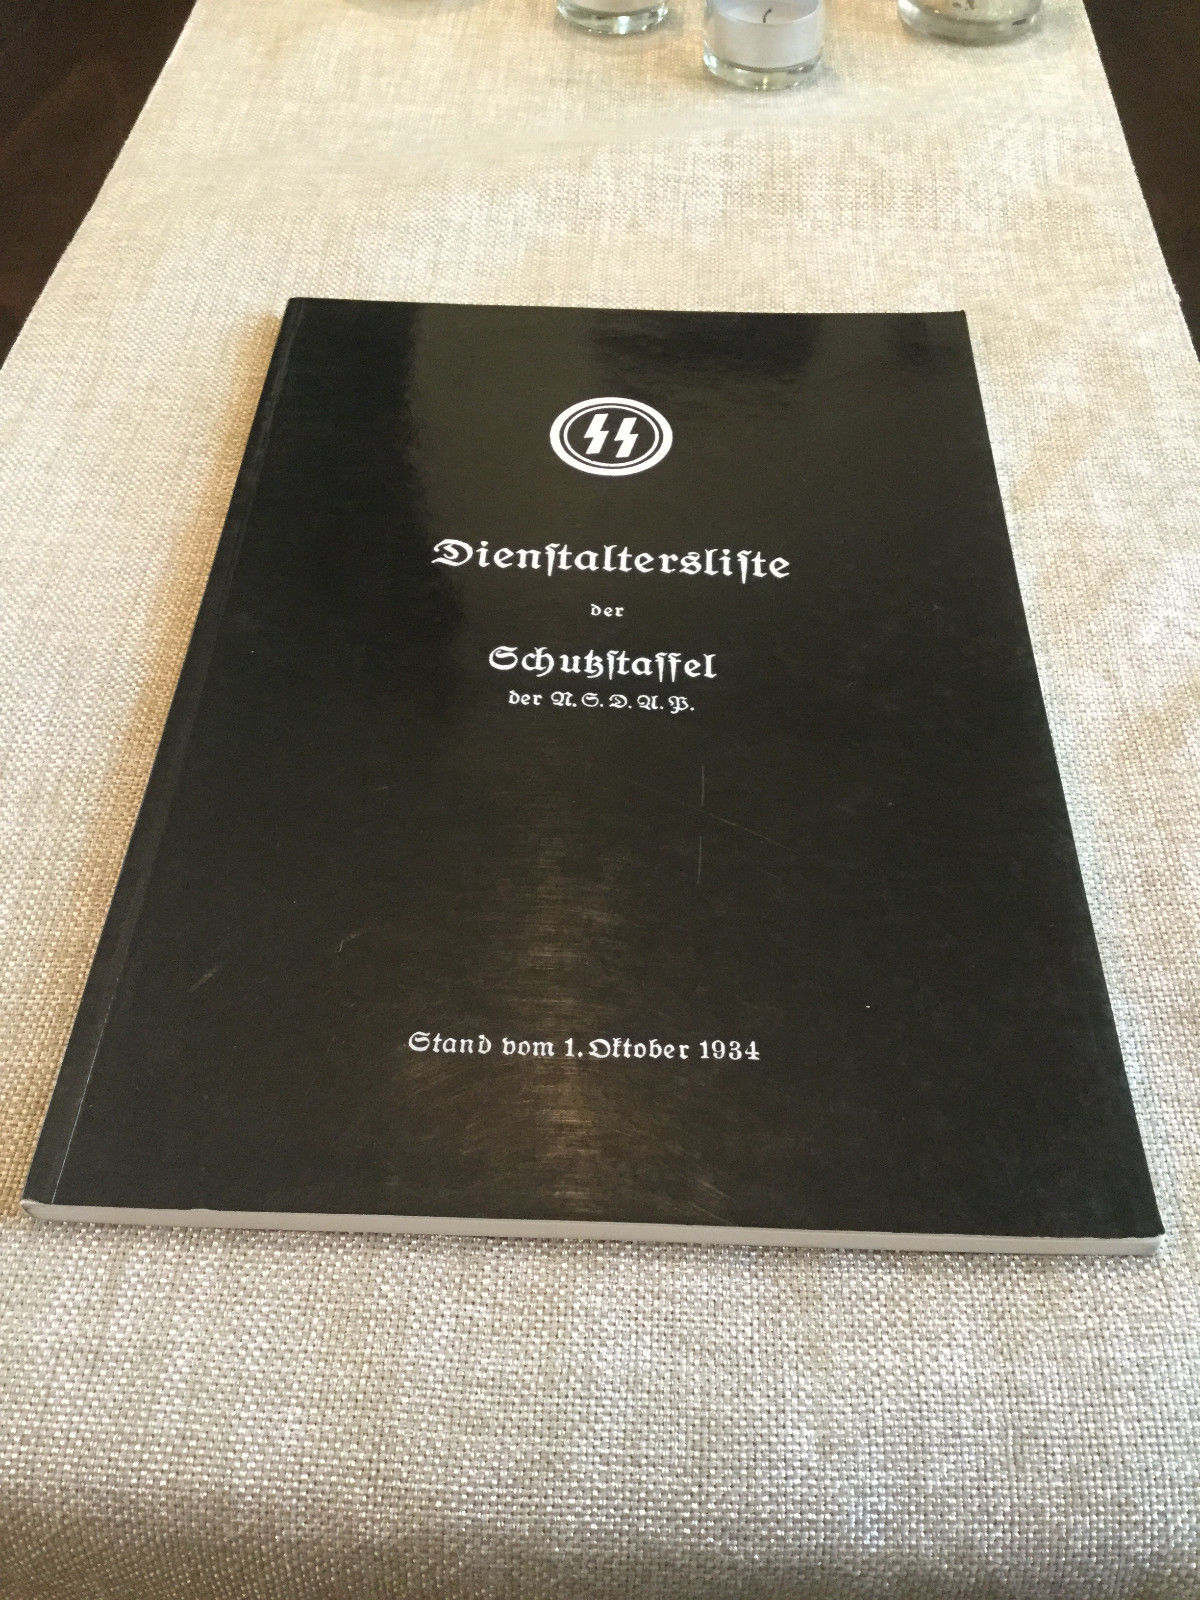 Dienſtaltersliſte
der
Schutzſtaffel
der N.S.D.A.P.
Stand vom 1. Oktober 1934